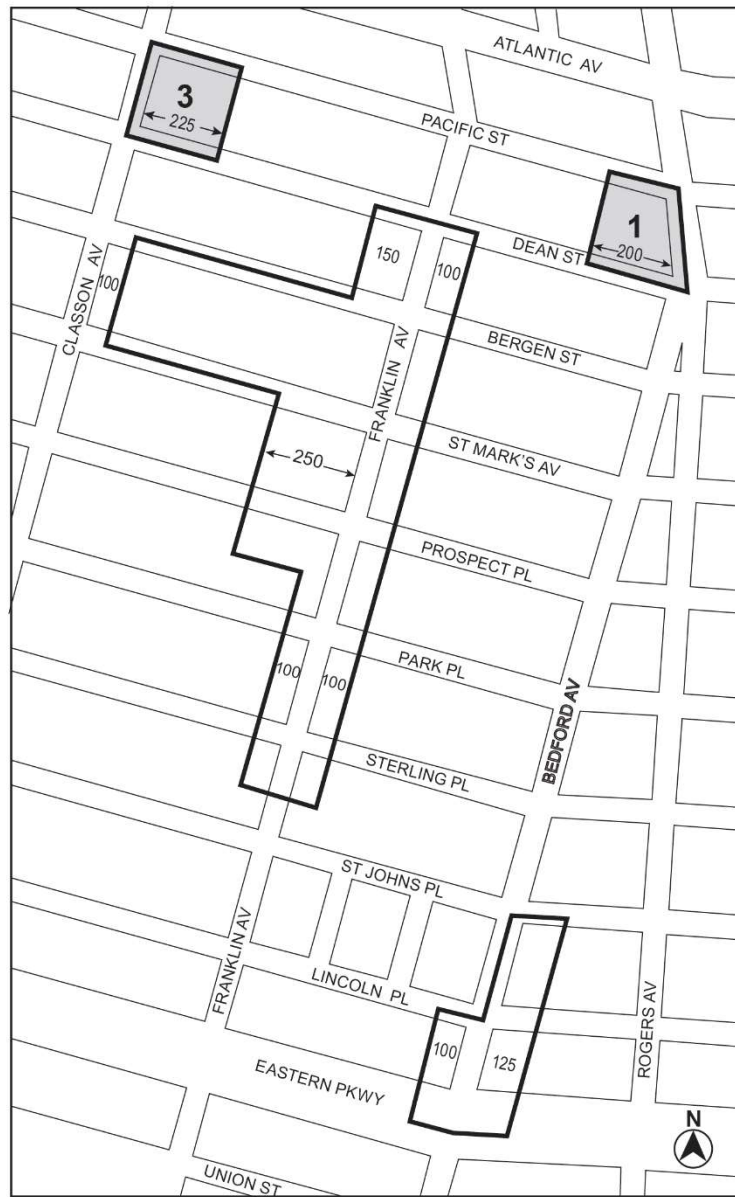 ATLANTIC AV
3
225
PACIFIC ST
1
200
DEAN ST
150
100
100
CLASSON AV
BERGEN ST
FRANKLIN AV
ST MARK'S AV
250
PROSPECT PL
PARK PL
100
100
BEDFORD AV
STERLING PL
ST JOHNS PL
FRANKLIN AV
LINCOLN PL
ROGERS AV
100
125
EASTERN PKWY
N
UNION ST